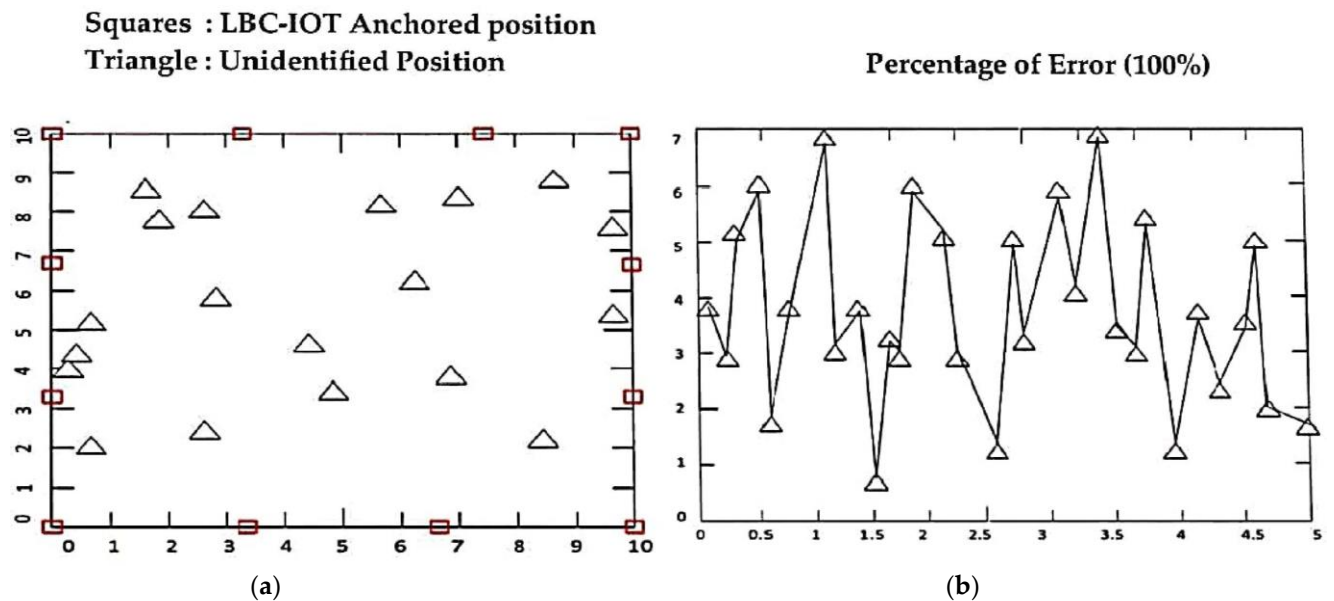 Squares : LBC-IOT Anchored position
Triangle : Unidentified Position
Percentage of Error (100%)
10
9
8
7
6
5
4
3
2
1
0
0 1 2 3 4 5 6 7 8 9 10
(a)
7
6
5
4
3
2
1
0
0 0.5 1 1.5 2 2.5 3 3.5 4 4.5 5
(b)